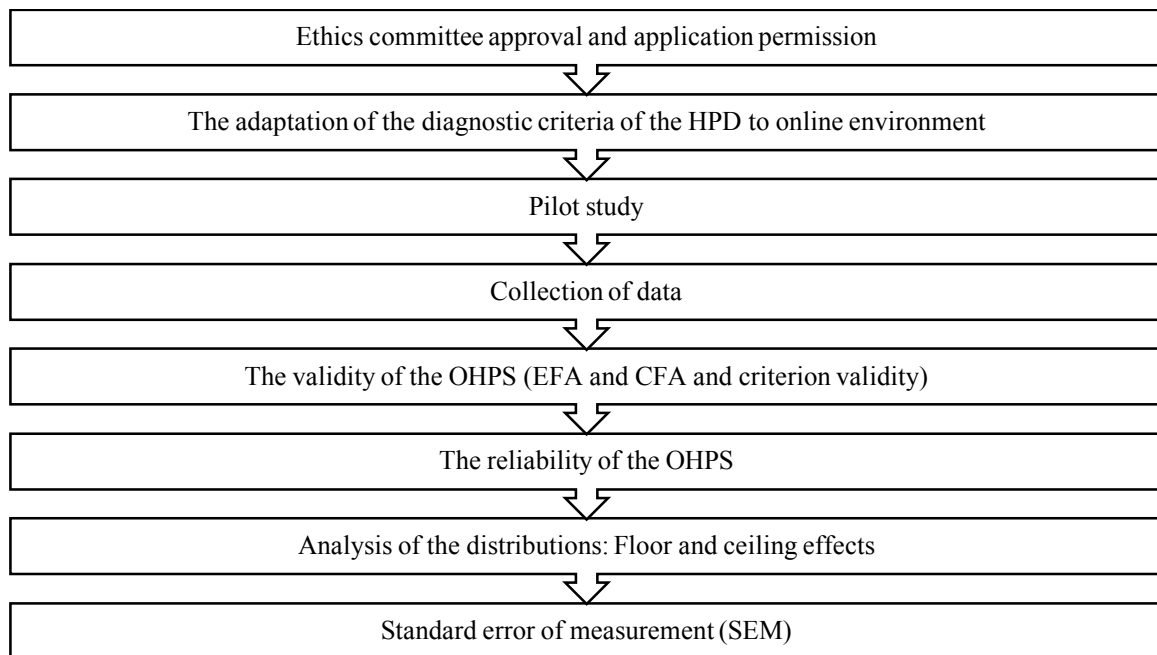 Ethics committee approval and application permission
The adaptation of the diagnostic criteria of the HPD to online environment
Pilot study
Collection of data
The validity of the OHPS (EFA and CFA and criterion validity)
The reliability of the OHPS
Analysis of the distributions: Floor and ceiling effects
Standard error of measurement (SEM)